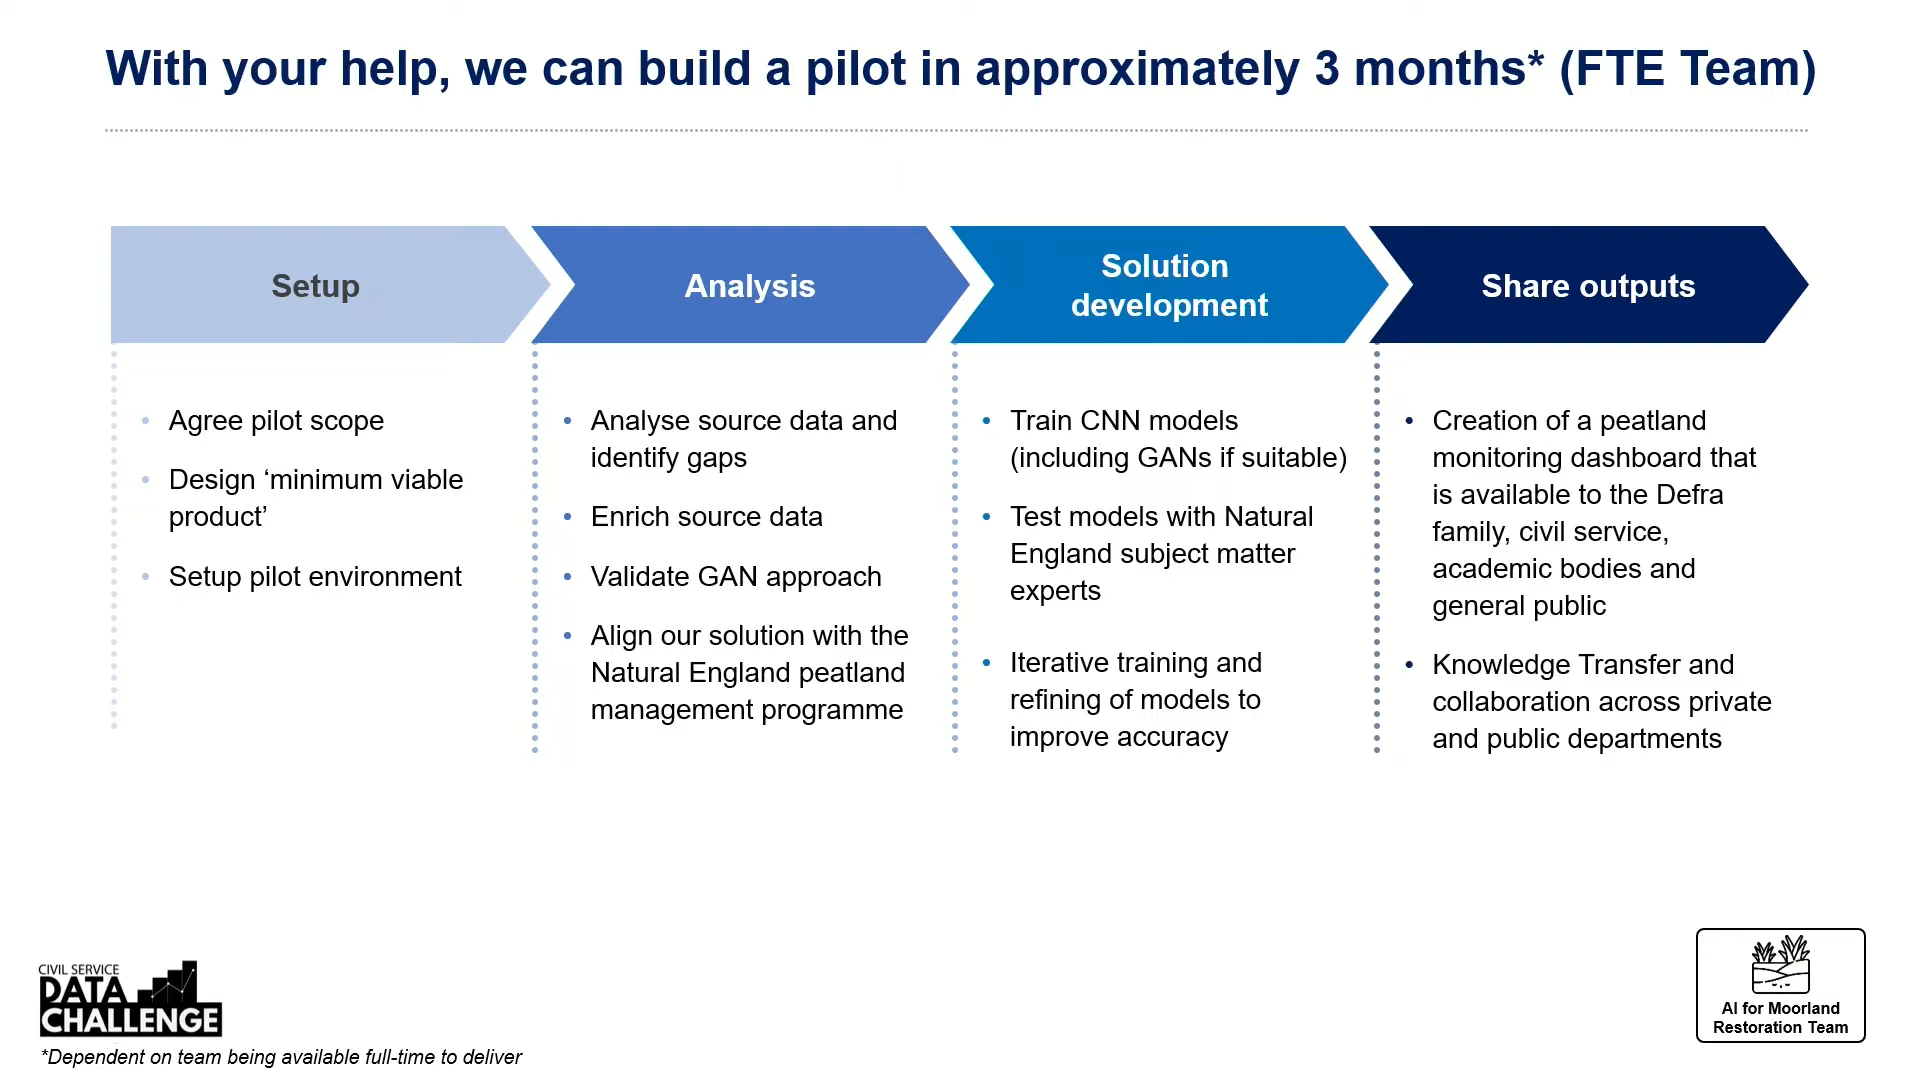 With your help, we can build a pilot in approximately 3 months* (FTE Team)
Setup
• Agree pilot scope
• Design ‘minimum viable
product’
• Setup pilot environment
Analysis
• Analyse source data and
identify gaps
• Enrich source data
• Validate GAN approach
• Align our solution with the
Natural England peatland
management programme
Solution
development
• Train CNN models
(including GANs if suitable)
• Test models with Natural
England subject matter
experts
• Iterative training and
refining of models to
improve accuracy
Share outputs
• Creation of a peatland
monitoring dashboard that
is available to the Defra
family, civil service,
academic bodies and
general public
• Knowledge Transfer and
collaboration across private
and public departments
CIVIL SERVICE
DATA
CHALLENGE
*Dependent on team being available full-time to deliver
AI for Moorland
Restoration Team